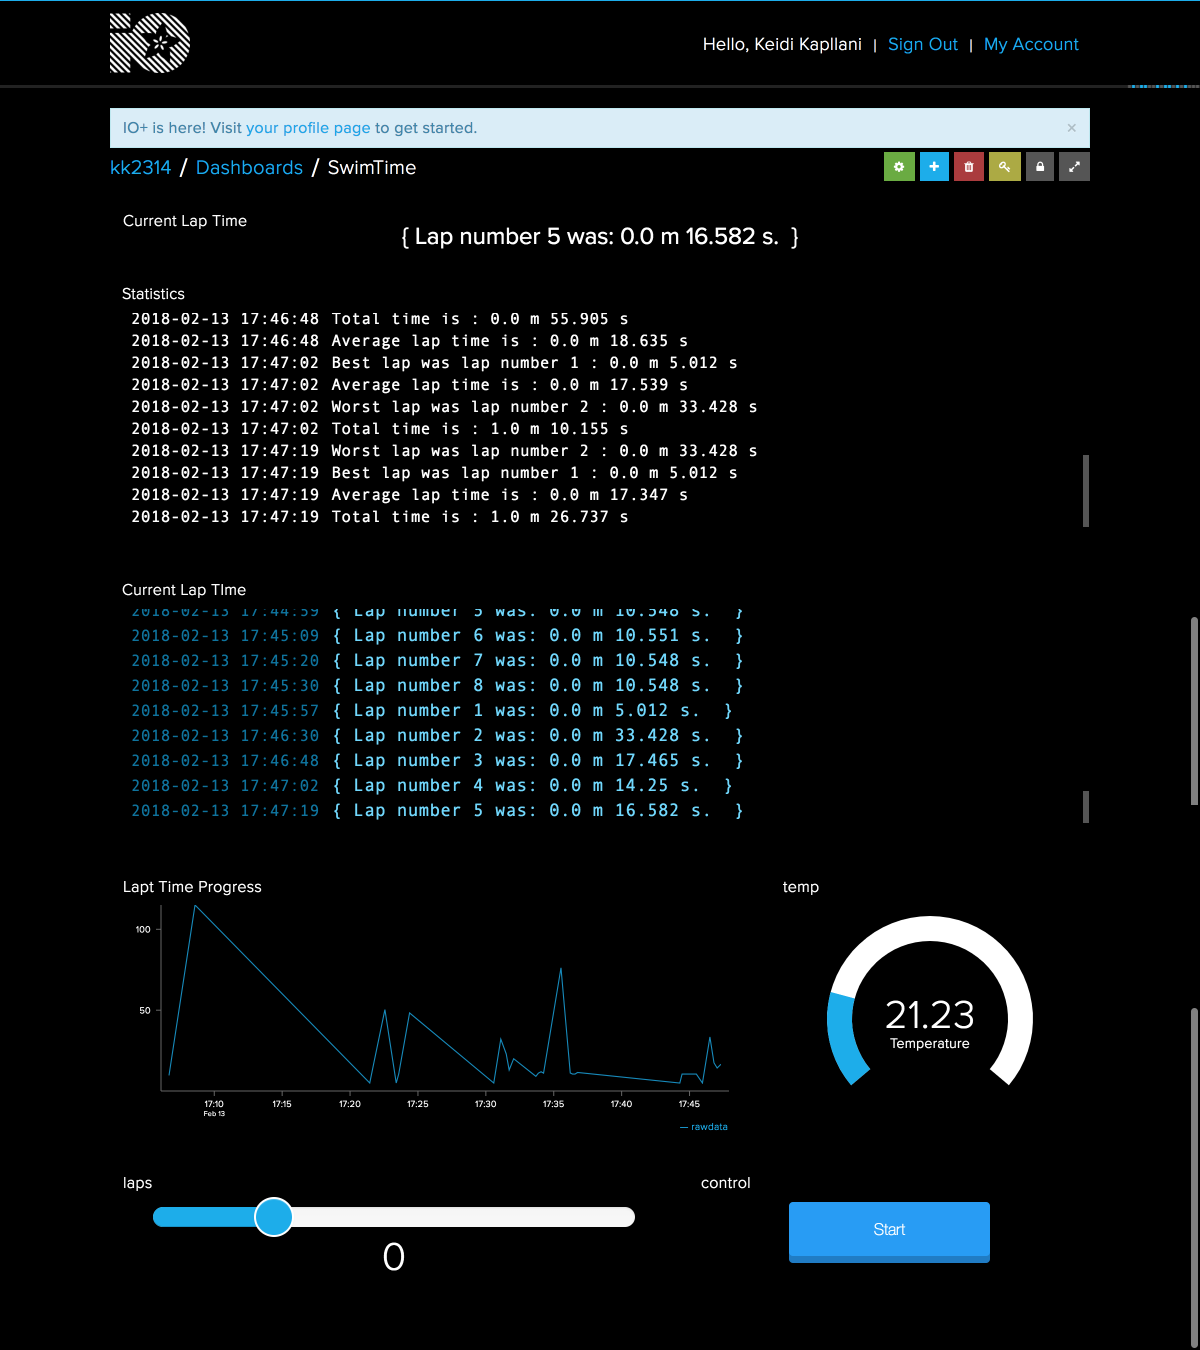 iO
Hello, Keidi Kapllani | Sign Out | My Account
IO+ is here! Visit your profile page to get started. ×
kk2314 / Dashboards / SwimTime
Current Lap Time
{ Lap number 5 was: 0.0 m 16.582 s. }
Statistics
2018-02-13 17:46:48 Total time is : 0.0 m 55.905 s
2018-02-13 17:46:48 Average lap time is : 0.0 m 18.635 s
2018-02-13 17:47:02 Best lap was lap number 1 : 0.0 m 5.012 s
2018-02-13 17:47:02 Average lap time is : 0.0 m 17.539 s
2018-02-13 17:47:02 Worst lap was lap number 2 : 0.0 m 33.428 s
2018-02-13 17:47:02 Total time is : 1.0 m 10.155 s
2018-02-13 17:47:19 Worst lap was lap number 2 : 0.0 m 33.428 s
2018-02-13 17:47:19 Best lap was lap number 1 : 0.0 m 5.012 s
2018-02-13 17:47:19 Average lap time is : 0.0 m 17.347 s
2018-02-13 17:47:19 Total time is : 1.0 m 26.737 s
Current Lap TIme
2018-02-13 17:44:59 { Lap number 5 was: 0.0 m 10.548 s. }
2018-02-13 17:45:09 { Lap number 6 was: 0.0 m 10.551 s. }
2018-02-13 17:45:20 { Lap number 7 was: 0.0 m 10.548 s. }
2018-02-13 17:45:30 { Lap number 8 was: 0.0 m 10.548 s. }
2018-02-13 17:45:57 { Lap number 1 was: 0.0 m 5.012 s. }
2018-02-13 17:46:30 { Lap number 2 was: 0.0 m 33.428 s. }
2018-02-13 17:46:48 { Lap number 3 was: 0.0 m 17.465 s. }
2018-02-13 17:47:02 { Lap number 4 was: 0.0 m 14.25 s. }
2018-02-13 17:47:19 { Lap number 5 was: 0.0 m 16.582 s. }
Lapt Time Progress
100
50
17:10 17:15 17:20 17:25 17:30 17:35 17:40 17:45
Feb 13
— rawdata
temp
21.23
Temperature
laps
0
control
Start